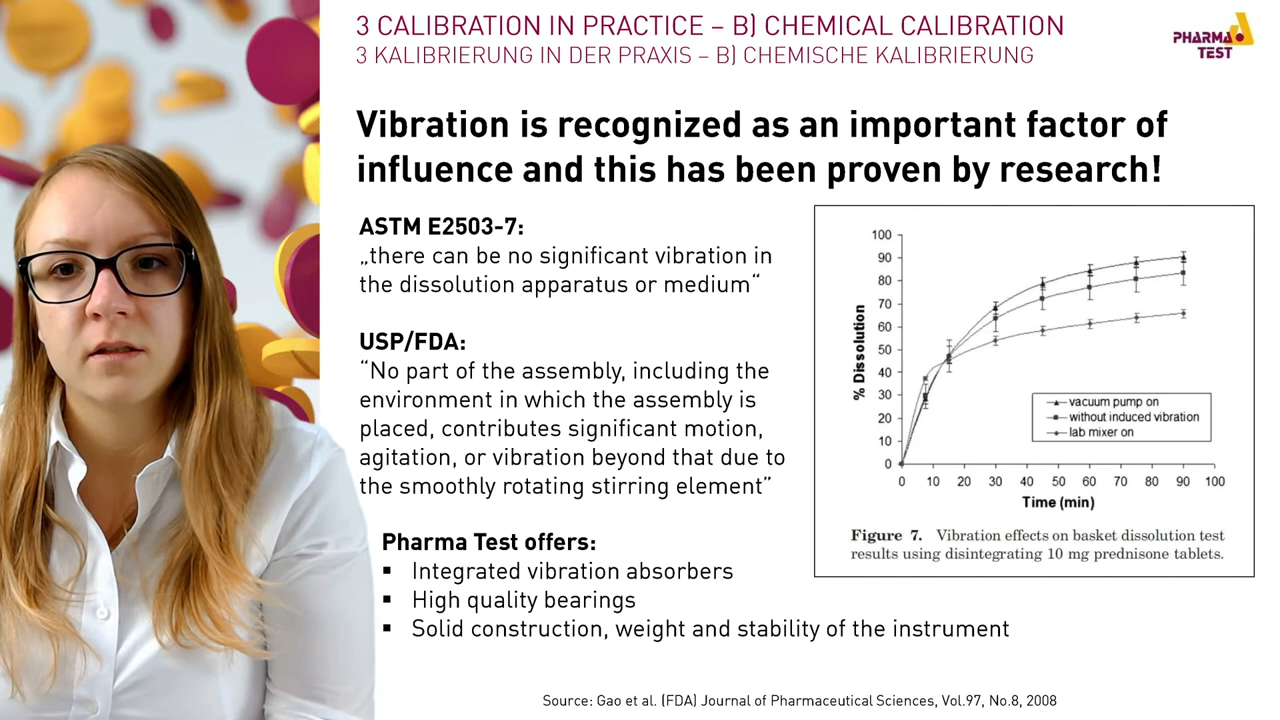 3 CALIBRATION IN PRACTICE – B) CHEMICAL CALIBRATION
3 KALIBRIERUNG IN DER PRAXIS – B) CHEMISCHE KALIBRIERUNG
PHARMA
TEST
Vibration is recognized as an important factor of
influence and this has been proven by research!
ASTM E2503-7:
„there can be no significant vibration in
the dissolution apparatus or medium“
USP/FDA:
“No part of the assembly, including the
environment in which the assembly is
placed, contributes significant motion,
agitation, or vibration beyond that due to
the smoothly rotating stirring element”
Pharma Test offers:
▪ Integrated vibration absorbers
▪ High quality bearings
▪ Solid construction, weight and stability of the instrument
% Dissolution
100
90
80
70
60
50
40
30
20
10
0
vacuum pump on
without induced vibration
lab mixer on
0 10 20 30 40 50 60 70 80 90 100
Time (min)
Figure 7. Vibration effects on basket dissolution test
results using disintegrating 10 mg prednisone tablets.
Source: Gao et al. (FDA) Journal of Pharmaceutical Sciences, Vol.97, No.8, 2008